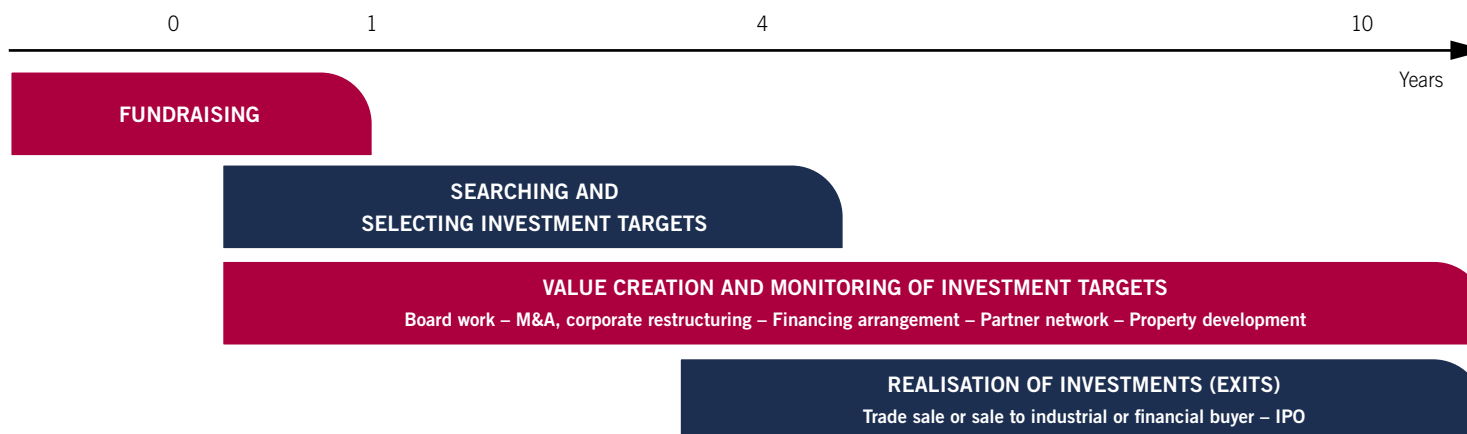 0 1 4 10
Years
FUNDRAISING
SEARCHING AND
SELECTING INVESTMENT TARGETS
VALUE CREATION AND MONITORING OF INVESTMENT TARGETS
Board work – M&A, corporate restructuring – Financing arrangement – Partner network – Property development
REALISATION OF INVESTMENTS (EXITS)
Trade sale or sale to industrial or financial buyer – IPO